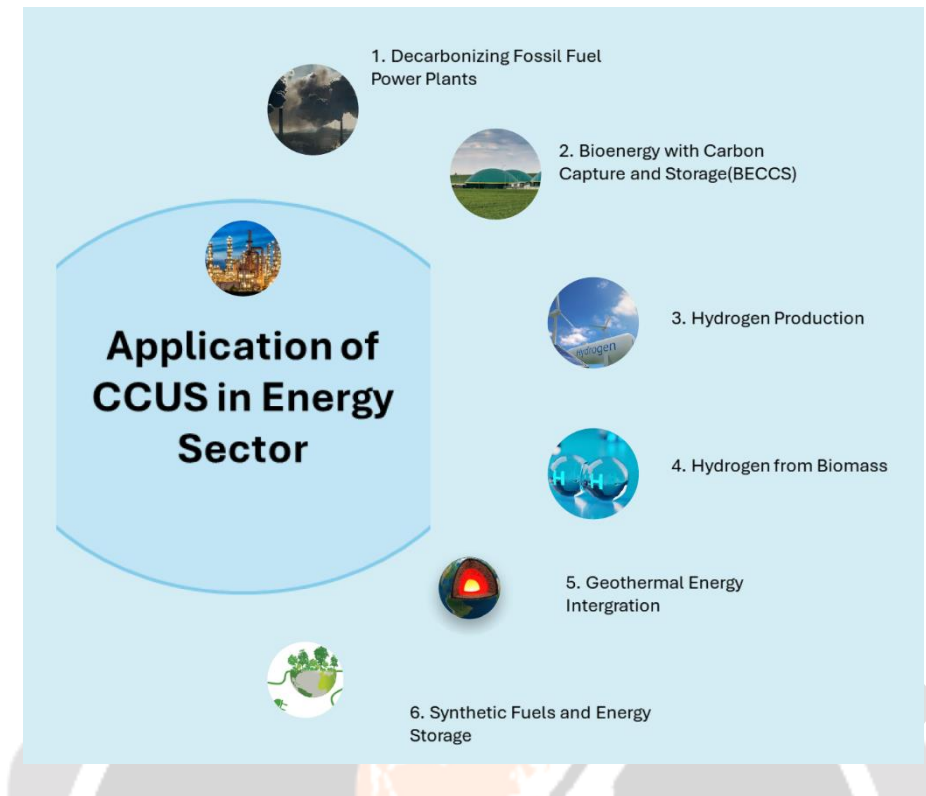 1. Decarbonizing Fossil Fuel
Power Plants
2. Bioenergy with Carbon
Capture and Storage(BECCS)
Application of
CCUS in Energy
Sector
3. Hydrogen Production
Hydrogen
4. Hydrogen from Biomass
H
H
5. Geothermal Energy
Intergration
6. Synthetic Fuels and Energy
Storage